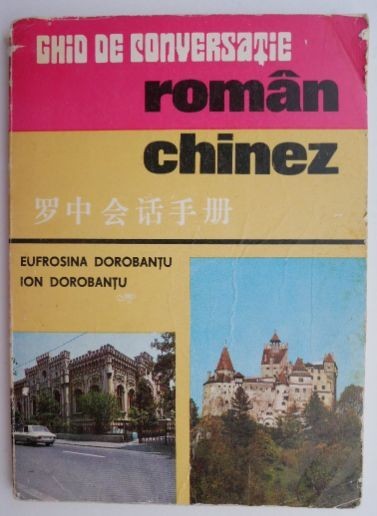 GHID DE CONVERSAȚIE
român
chinez
罗中会话手册
EUFROSINA DOROBANȚU
ION DOROBANȚU